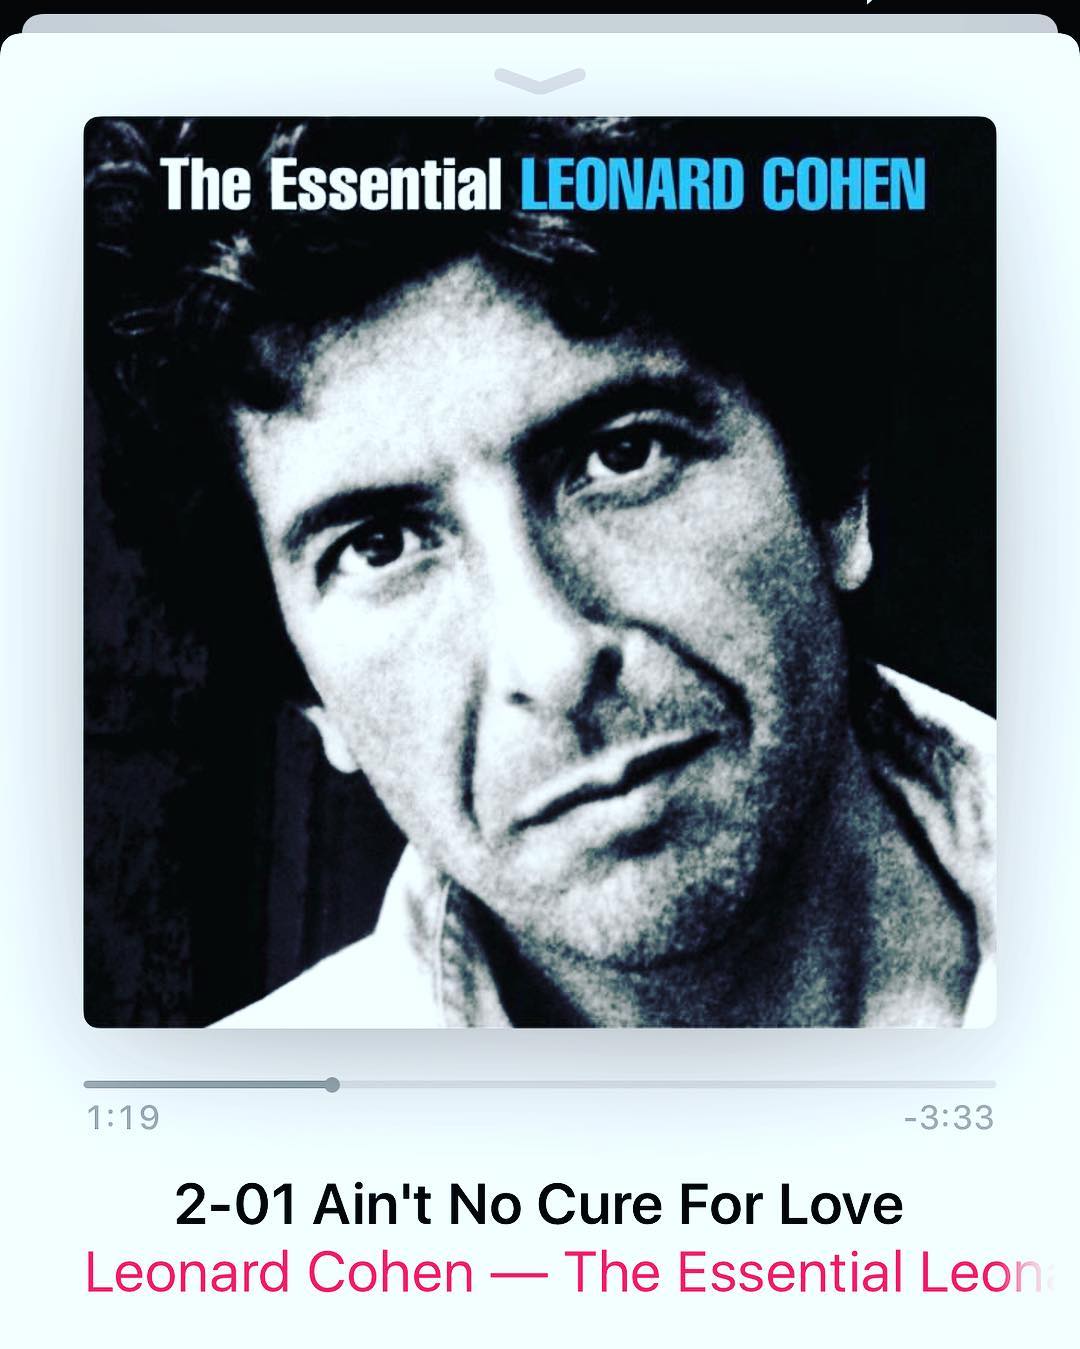 The Essential LEONARD COHEN
1:19
-3:33
2-01 Ain't No Cure For Love
Leonard Cohen — The Essential Leon